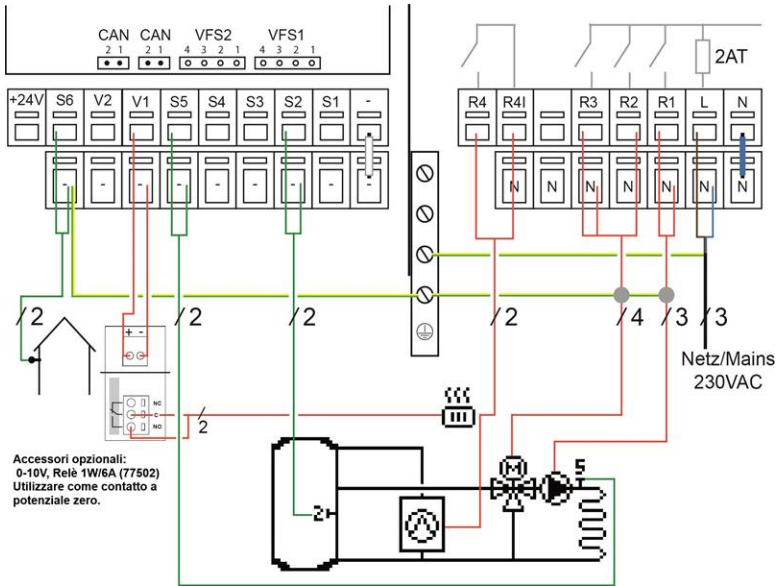 CAN CAN VFS2 VFS1
2 1 2 1 4 3 2 1 4 3 2 1
2AT
+24V S6 V2 V1 S5 S4 S3 S2 S1 -
R4 R4I R3 R2 R1 L N
- - - - - - - - -
N N N N N N N
2 2 2 2 4 3 3
+ -
Netz/Mains
230VAC
NC
C
NO
2
Accessori opzionali:
0-10V, Relè 1W/6A (77502)
Utilizzare come contatto a
potenziale zero.
M
5
2